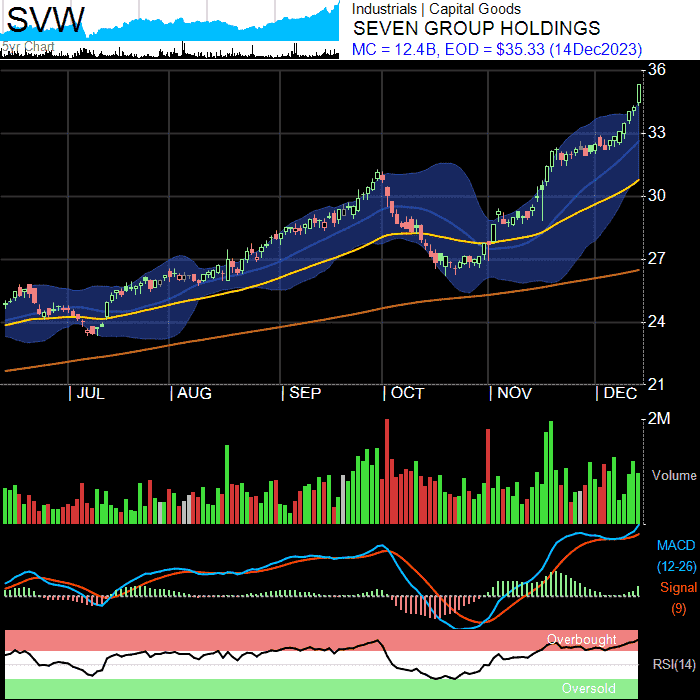 SVW
5yr Chart
Industrials | Capital Goods
SEVEN GROUP HOLDINGS
MC = 12.4B, EOD = $35.33 (14Dec2023)
36
33
30
27
24
21
JUL AUG SEP OCT NOV DEC
2M
Volume
MACD
(12-26)
Signal
(9)
Overbought
RSI(14)
Oversold